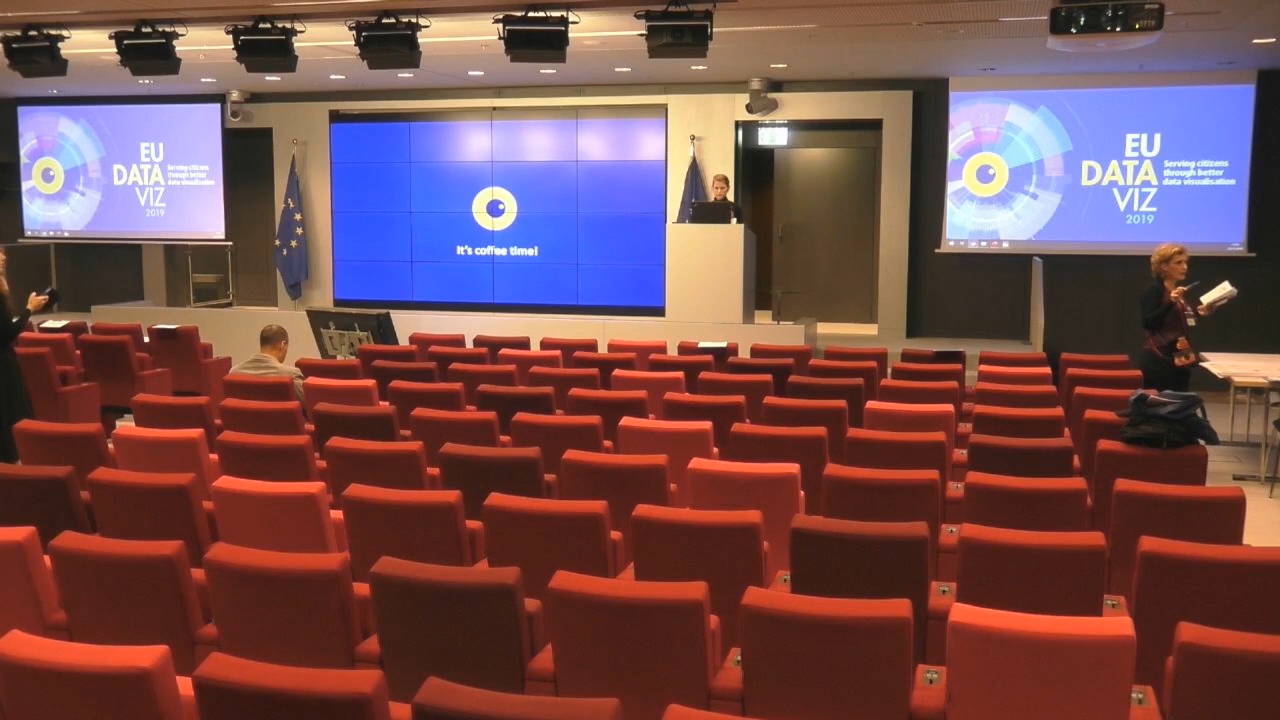 EU
DATA
VIZ
2019
Serving citizens
through better
data visualisation
It's coffee time!
EU
DATA
VIZ
2019
Serving citizens
through better
data visualisation